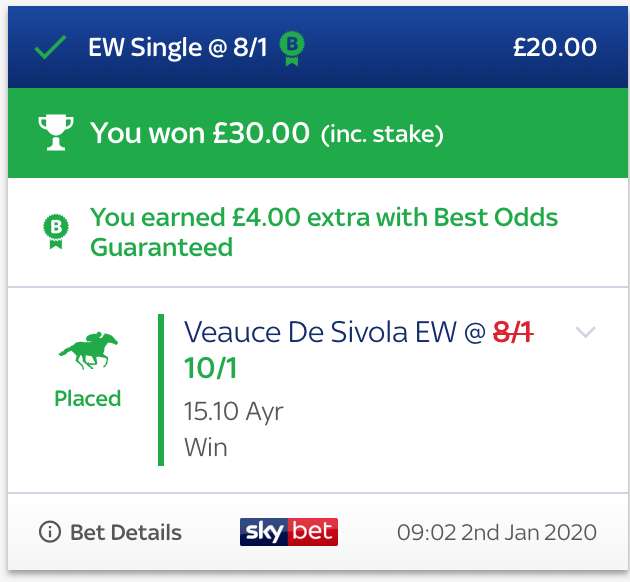 EW Single @ 8/1 B £20.00
You won £30.00 (inc. stake)
B You earned £4.00 extra with Best Odds
Guaranteed
Veauce De Sivola EW @ 8/1
10/1
Placed
15.10 Ayr
Win
i Bet Details sky bet 09:02 2nd Jan 2020